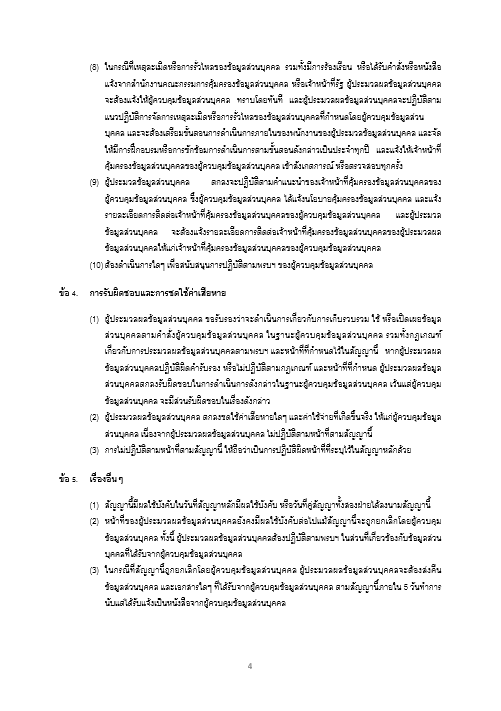 (8) ในกรณีที่เหตุละเมิดหรือการรั่วไหลของข้อมูลส่วนบุคคล รวมทั้งมีการร้องเรียน หรือได้รับคำสั่งหรือหนังสือ
แจ้งจากสำนักงานคณะกรรมการคุ้มครองข้อมูลส่วนบุคคล หรือเจ้าหน้าที่รัฐ ผู้ประมวลผลข้อมูลส่วนบุคคล
จะต้องแจ้งให้ผู้ควบคุมข้อมูลส่วนบุคคล ทราบโดยทันที และผู้ประมวลผลข้อมูลส่วนบุคคลจะปฏิบัติตาม
แนวปฏิบัติการจัดการเหตุละเมิดหรือการรั่วไหลของข้อมูลส่วนบุคคลที่กำหนดโดยผู้ควบคุมข้อมูลส่วน
บุคคล และจะต้องเตรียมขั้นตอนการดำเนินการภายในของพนักงานของผู้ประมวลข้อมูลส่วนบุคคล และจัด
ให้มีการฝึกอบรมหรือการซักซ้อมการดำเนินการตามขั้นตอนดังกล่าวเป็นประจำทุกปี และแจ้งให้เจ้าหน้าที่
คุ้มครองข้อมูลส่วนบุคคลของผู้ควบคุมข้อมูลส่วนบุคคล เข้าสังเกตการณ์ หรือตรวจสอบทุกครั้ง
(9) ผู้ประมวลข้อมูลส่วนบุคคล ตกลงจะปฏิบัติตามคำแนะนำของเจ้าหน้าที่คุ้มครองข้อมูลส่วนบุคคลของ
ผู้ควบคุมข้อมูลส่วนบุคคล ซึ่งผู้ควบคุมข้อมูลส่วนบุคคล ได้แจ้งนโยบายคุ้มครองข้อมูลส่วนบุคคล และแจ้ง
รายละเอียดการติดต่อเจ้าหน้าที่คุ้มครองข้อมูลส่วนบุคคลของผู้ควบคุมข้อมูลส่วนบุคคล และผู้ประมวล
ข้อมูลส่วนบุคคล จะต้องแจ้งรายละเอียดการติดต่อเจ้าหน้าที่คุ้มครองข้อมูลส่วนบุคคลของผู้ประมวลผล
ข้อมูลส่วนบุคคลให้แก่เจ้าหน้าที่คุ้มครองข้อมูลส่วนบุคคลของผู้ควบคุมข้อมูลส่วนบุคคล
(10) ต้องดำเนินการใดๆ เพื่อสนับสนุนการปฏิบัติตามพรบฯ ของผู้ควบคุมข้อมูลส่วนบุคคล
ข้อ 4. การรับผิดชอบและการชดใช้ค่าเสียหาย
(1) ผู้ประมวลผลข้อมูลส่วนบุคคล ขอรับรองว่าจะดำเนินการเกี่ยวกับการเก็บรวบรวม ใช้ หรือเปิดเผยข้อมูล
ส่วนบุคคลตามคำสั่งผู้ควบคุมข้อมูลส่วนบุคคล ในฐานะผู้ควบคุมข้อมูลส่วนบุคคล รวมทั้งกฎเกณฑ์
เกี่ยวกับการประมวลผลข้อมูลส่วนบุคคลตามพรบฯ และหน้าที่ที่กำหนดไว้ในสัญญานี้ หากผู้ประมวลผล
ข้อมูลส่วนบุคคลปฏิบัติผิดคำรับรอง หรือไม่ปฏิบัติตามกฎเกณฑ์ และหน้าที่ที่กำหนด ผู้ประมวลผลข้อมูล
ส่วนบุคคลตกลงรับผิดชอบในการดำเนินการดังกล่าวในฐานะผู้ควบคุมข้อมูลส่วนบุคคล เว้นแต่ผู้ควบคุม
ข้อมูลส่วนบุคคล จะมีส่วนรับผิดชอบในเรื่องดังกล่าว
(2) ผู้ประมวลผลข้อมูลส่วนบุคคล ตกลงชดใช้ค่าเสียหายใดๆ และค่าใช้จ่ายที่เกิดขึ้นจริง ให้แก่ผู้ควบคุมข้อมูล
ส่วนบุคคล เนื่องจากผู้ประมวลผลข้อมูลส่วนบุคคล ไม่ปฏิบัติตามหน้าที่ตามสัญญานี้
(3) การไม่ปฏิบัติตามหน้าที่ตามสัญญานี้ ให้ถือว่าเป็นการปฏิบัติผิดหน้าที่ที่ระบุไว้ในสัญญาหลักด้วย
ข้อ 5. เรื่องอื่น ๆ
(1) สัญญานี้มีผลใช้บังคับในวันที่สัญญาหลักมีผลใช้บังคับ หรือวันที่คู่สัญญาทั้งสองฝ่ายได้ลงนามสัญญานี้
(2) หน้าที่ของผู้ประมวลผลข้อมูลส่วนบุคคลยังคงมีผลใช้บังคับต่อไปแม้สัญญานี้จะถูกยกเลิกโดยผู้ควบคุม
ข้อมูลส่วนบุคคล ทั้งนี้ ผู้ประมวลผลข้อมูลส่วนบุคคลต้องปฏิบัติตามพรบฯ ในส่วนที่เกี่ยวข้องกับข้อมูลส่วน
บุคคลที่ได้รับจากผู้ควบคุมข้อมูลส่วนบุคคล
(3) ในกรณีที่สัญญานี้ถูกยกเลิกโดยผู้ควบคุมข้อมูลส่วนบุคคล ผู้ประมวลผลข้อมูลส่วนบุคคลจะต้องส่งคืน
ข้อมูลส่วนบุคคล และเอกสารใดๆ ที่ได้รับจากผู้ควบคุมข้อมูลส่วนบุคคล ตามสัญญานี้ภายใน 5 วันทำการ
นับแต่ได้รับแจ้งเป็นหนังสือจากผู้ควบคุมข้อมูลส่วนบุคคล
4